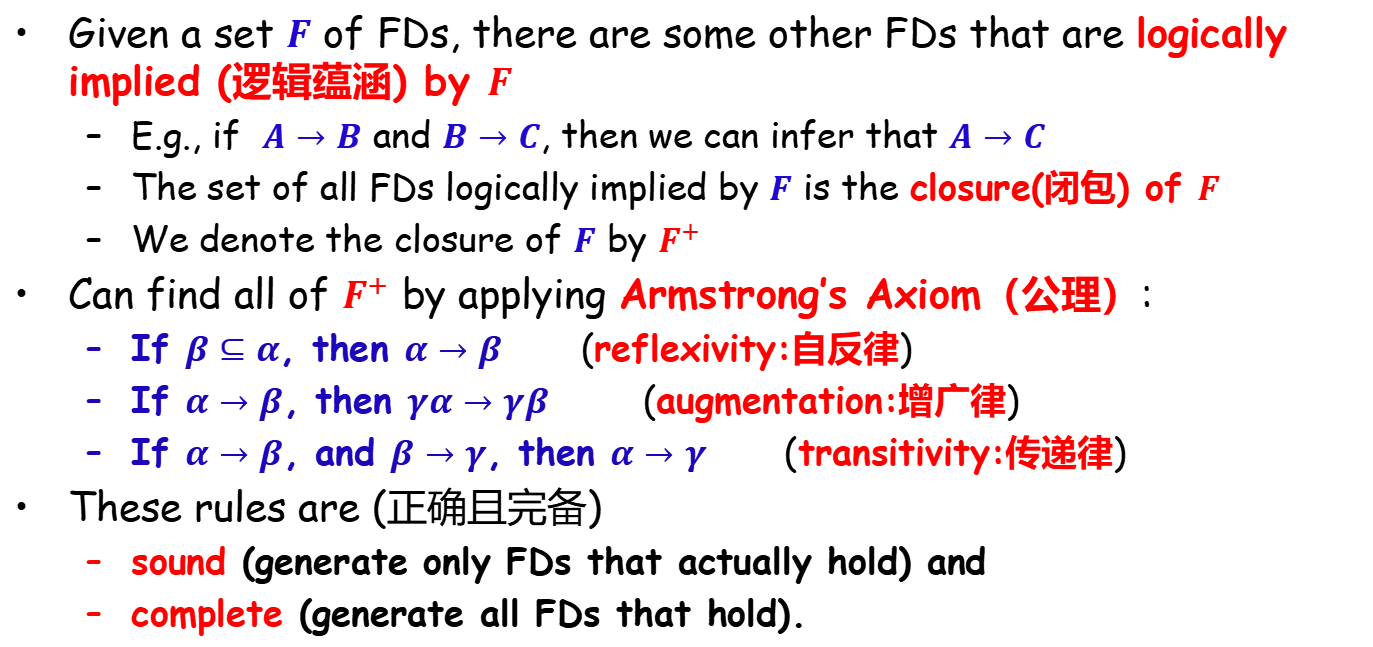 • Given a set F of FDs, there are some other FDs that are logically
implied (逻辑蕴涵) by F
– E.g., if A → B and B → C, then we can infer that A → C
– The set of all FDs logically implied by F is the closure(闭包) of F
– We denote the closure of F by F⁺
• Can find all of F⁺ by applying Armstrong's Axiom（公理）:
– If β ⊆ α, then α → β (reflexivity:自反律)
– If α → β, then γα → γβ (augmentation:增广律)
– If α → β, and β → γ, then α → γ (transitivity:传递律)
• These rules are (正确且完备)
– sound (generate only FDs that actually hold) and
– complete (generate all FDs that hold).